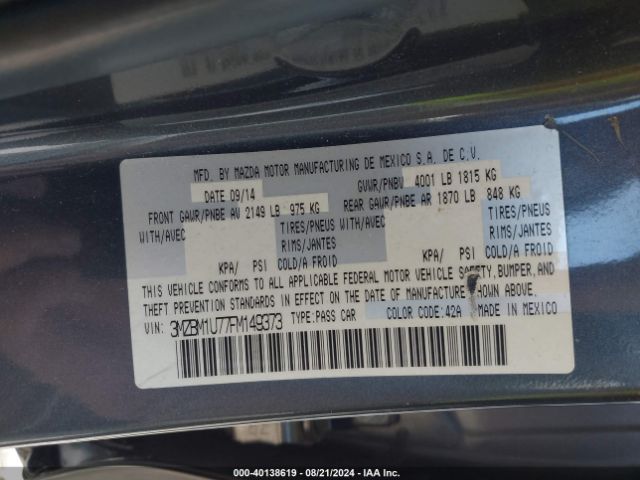 MFD. BY MAZDA MOTOR MANUFACTURING DE MEXICO S.A. DE C.V.
DATE 09/14 GVWR/PNBV 4001 LB 1815 KG
FRONT GAWR/PNBE AV 2149 LB 975 KG REAR GAWR/PNBE AR 1870 LB 848 KG
WITH/AVEC TIRES/PNEUS WITH/AVEC TIRES/PNEUS
RIMS/JANTES RIMS/JANTES
KPA/ PSI COLD/A FROID KPA/ PSI COLD/A FROID
THIS VEHICLE CONFORMS TO ALL APPLICABLE FEDERAL MOTOR VEHICLE SAFETY, BUMPER, AND
THEFT PREVENTION STANDARDS IN EFFECT ON THE DATE OF MANUFACTURE SHOWN ABOVE.
VIN: 3MZBM1U77FM149373 TYPE:PASS CAR COLOR CODE:42A MADE IN MEXICO
000 - 40138619 - 08/21/2024 - IAA Inc.